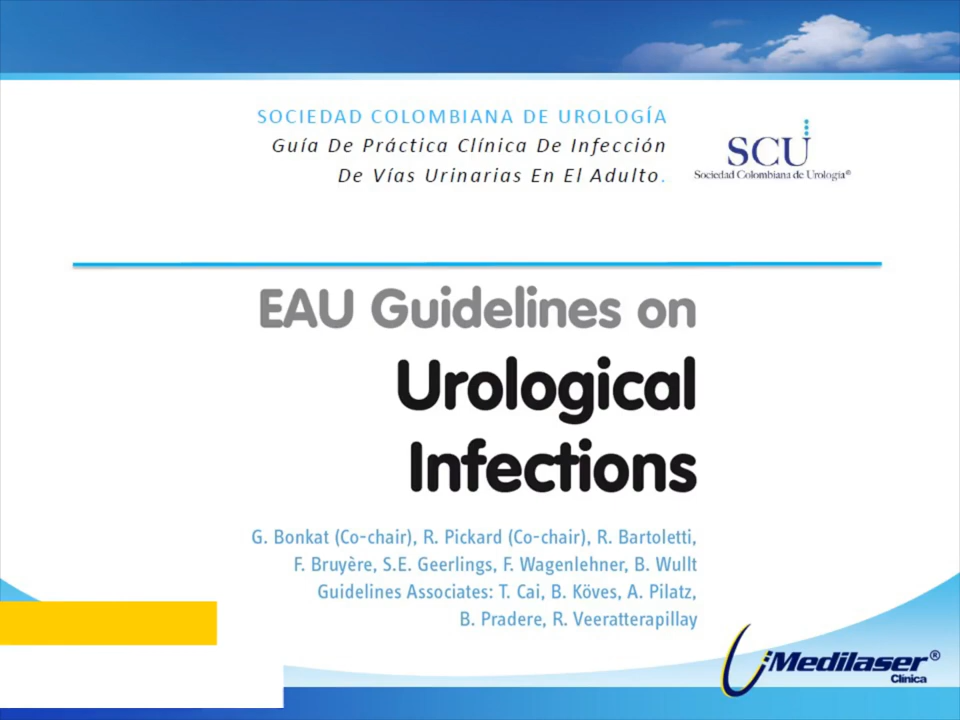 SOCIEDAD COLOMBIANA DE UROLOGÍA
Guía De Práctica Clínica De Infección
De Vías Urinarias En El Adulto.
SCU
Sociedad Colombiana de Urología®
EAU Guidelines on
Urological
Infections
G. Bonkat (Co-chair), R. Pickard (Co-chair), R. Bartoletti,
F. Bruyère, S.E. Geerlings, F. Wagenlehner, B. Wullt
Guidelines Associates: T. Cai, B. Köves, A. Pilatz,
B. Pradere, R. Veeratterapillay
Medilaser®
Clínica